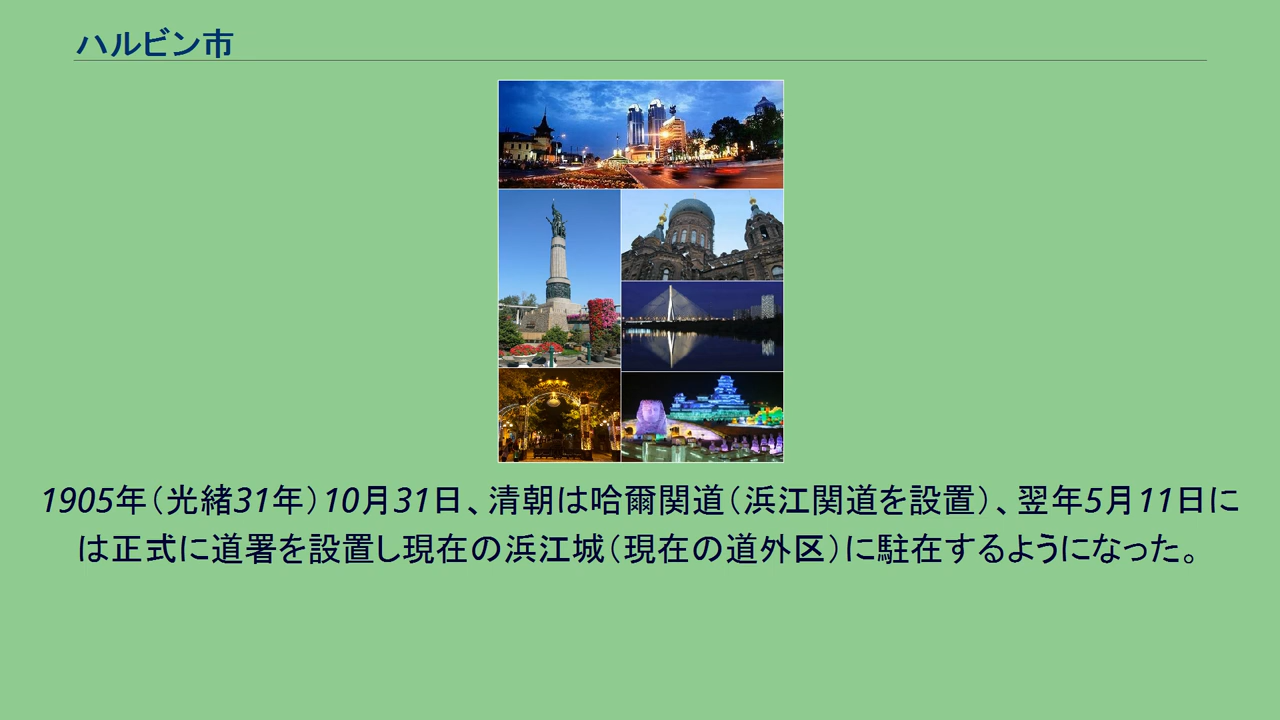 ハルビン市
1905年（光緒31年）10月31日、清朝は哈爾関道（浜江関道を設置）、翌年5月11日に
は正式に道署を設置し現在の浜江城（現在の道外区）に駐在するようになった。